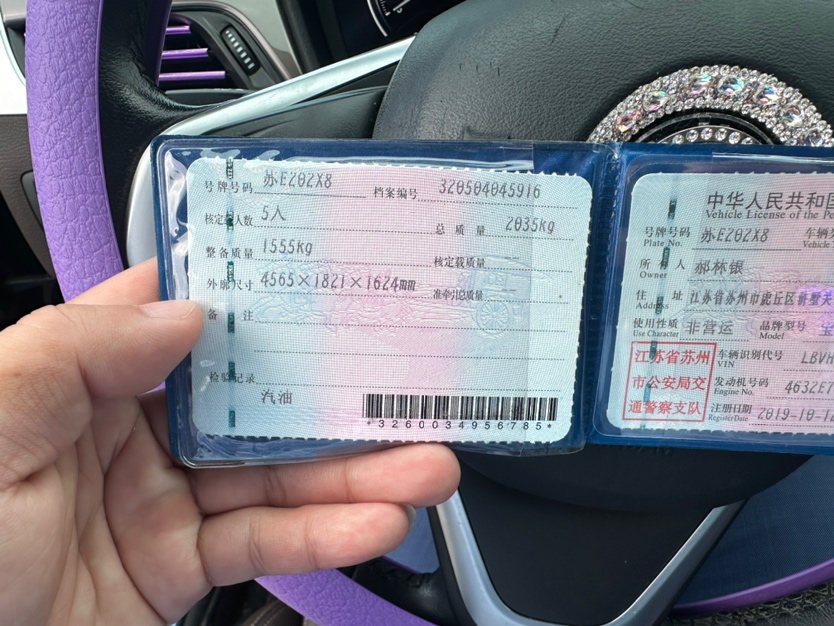 号牌号码 苏E202X8 档案编号 320504045916
核定载人数 5人 总质量 2035kg
整备质量 1555kg 核定载质量 --
外廓尺寸 4565×1821×1624mm 准牵引总质量 --
备注
检验记录
汽油
*3260034956785*
中华人民共和国
Vehicle License of the Pe
号牌号码 苏E202X8 车辆类
Plate No. Vehicle
所有人 郝林银
Owner
住址 江苏省苏州市虎丘区
Address
使用性质 非营运 品牌型号 宝
Use Character Model
江苏省苏州
市公安局交
通警察支队
车辆识别代号 LBVH
VIN
发动机号码 4632E7
Engine No.
注册日期 2019-10-12
Register Date